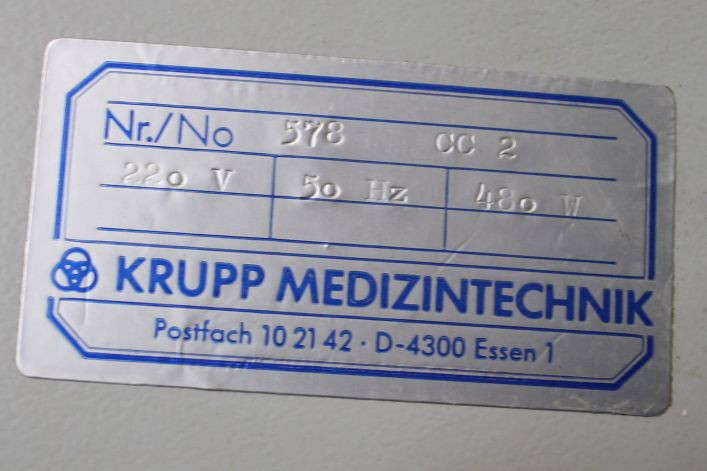 Nr./No 578 CC 2
220 V 50 Hz 480 W
KRUPP MEDIZINTECHNIK
Postfach 10 21 42 · D-4300 Essen 1